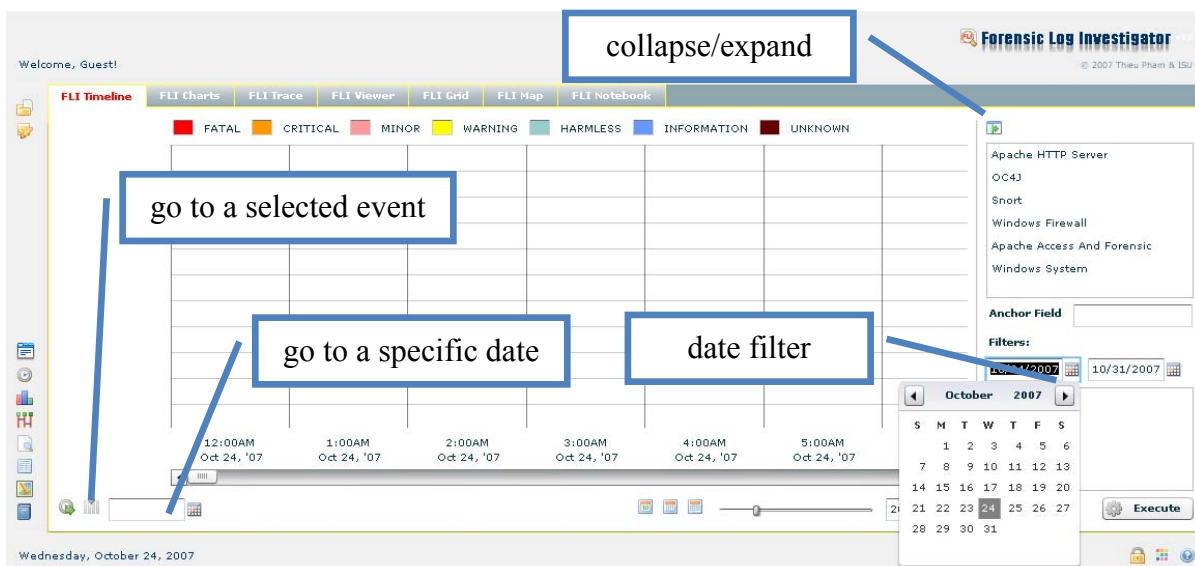 collapse/expand
Forensic Log Investigator
Welcome, Guest!
© 2007 Thieu Pham & ISU
FLI Timeline FLI Charts FLI Trace FLI Viewer FLI Grid FLI Map FLI Notebook
FATAL CRITICAL MINOR WARNING HARMLESS INFORMATION UNKNOWN
Apache HTTP Server
OC4J
Snort
Windows Firewall
Apache Access And Forensic
Windows System
go to a selected event
Anchor Field
Filters:
go to a specific date
date filter
10/31/2007
October 2007
S M T W T F S
1 2 3 4 5 6
7 8 9 10 11 12 13
14 15 16 17 18 19 20
21 22 23 24 25 26 27
28 29 30 31
12:00AM 1:00AM 2:00AM 3:00AM 4:00AM 5:00AM
Oct 24, '07 Oct 24, '07 Oct 24, '07 Oct 24, '07 Oct 24, '07 Oct 24, '07
Execute
Wednesday, October 24, 2007